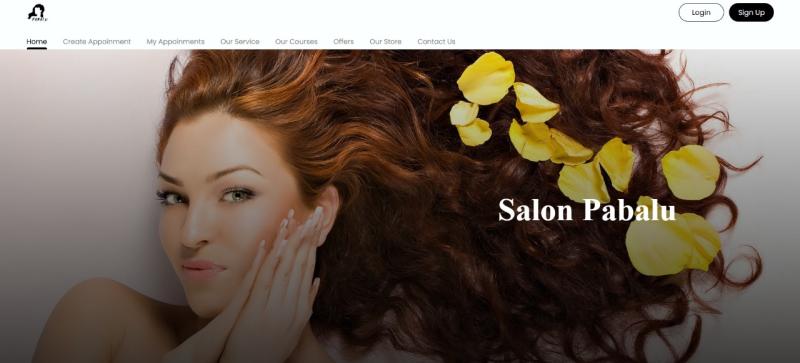 PABALU
Login
Sign Up
Home
Create Appoinment
My Appoinments
Our Service
Our Courses
Offers
Our Store
Contact Us
Salon Pabalu